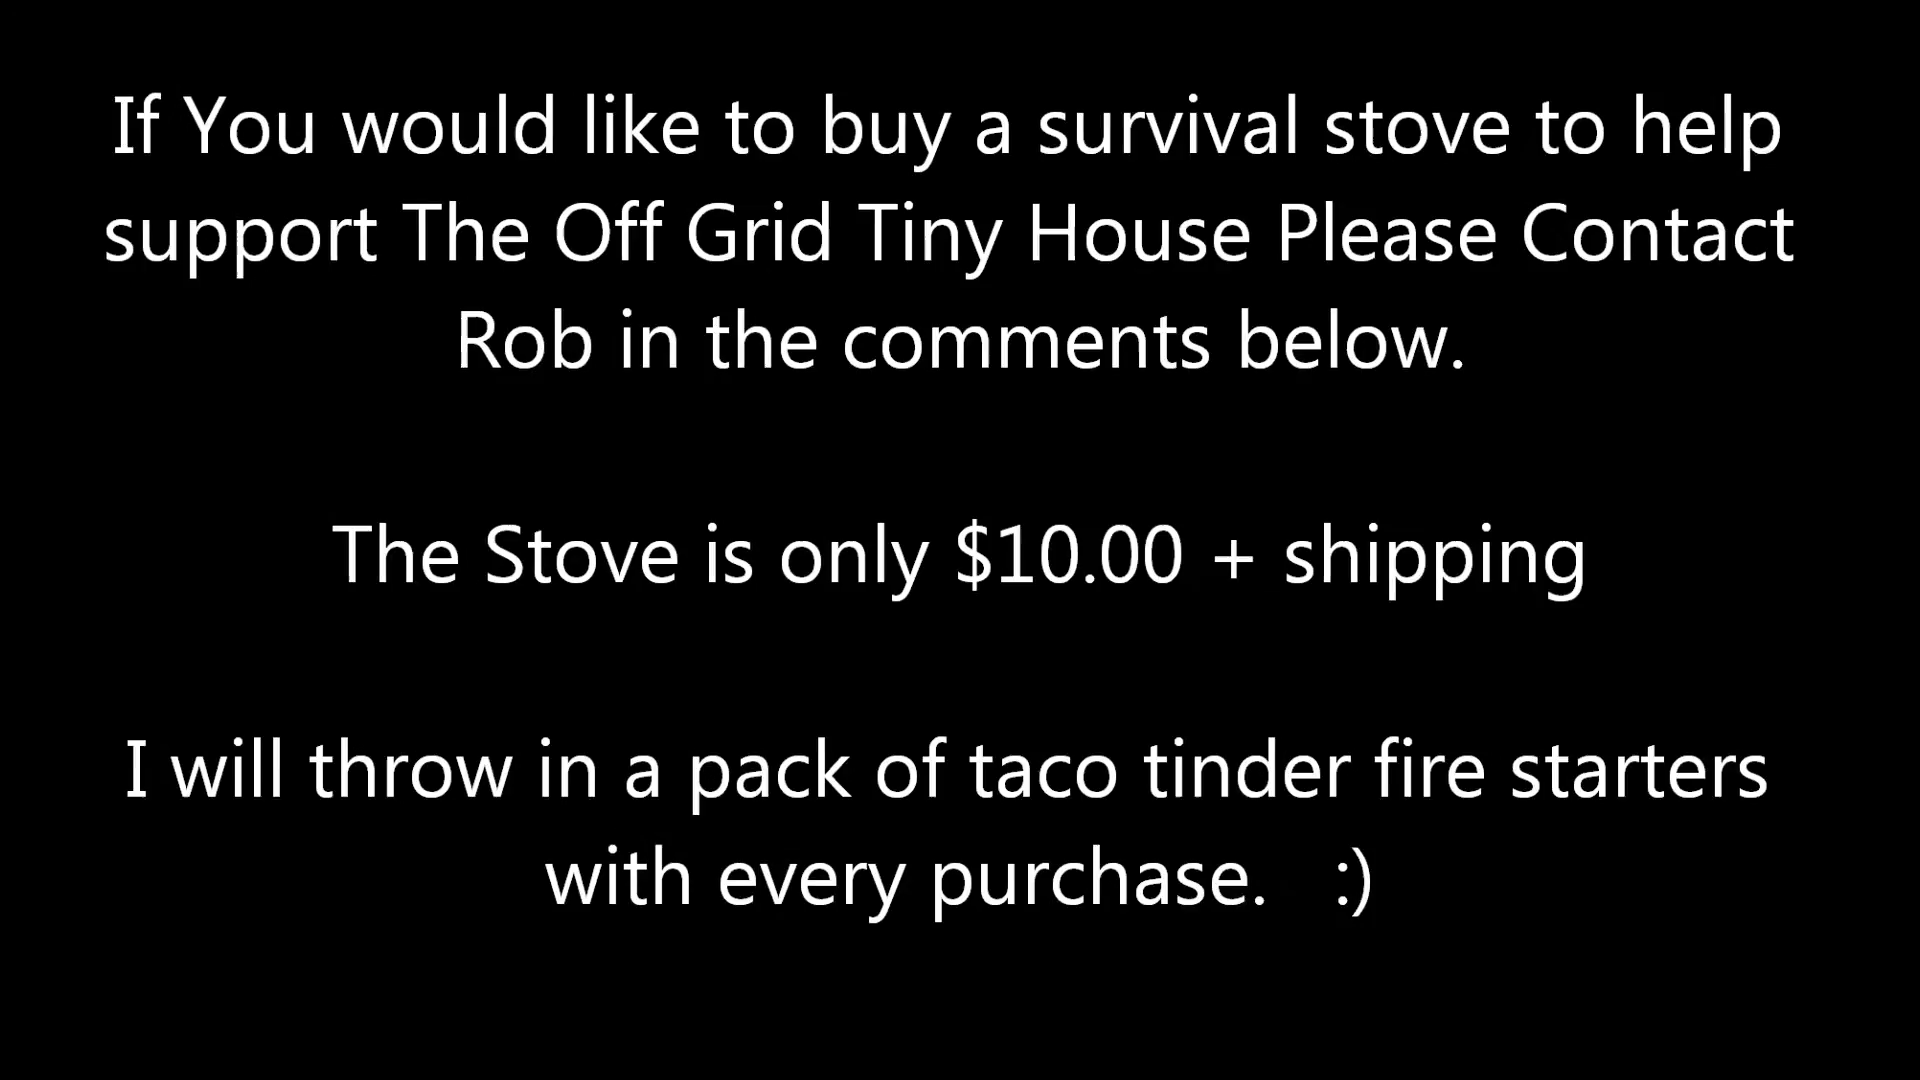 If You would like to buy a survival stove to help
support The Off Grid Tiny House Please Contact
Rob in the comments below.
The Stove is only $10.00 + shipping
I will throw in a pack of taco tinder fire starters
with every purchase.   :)